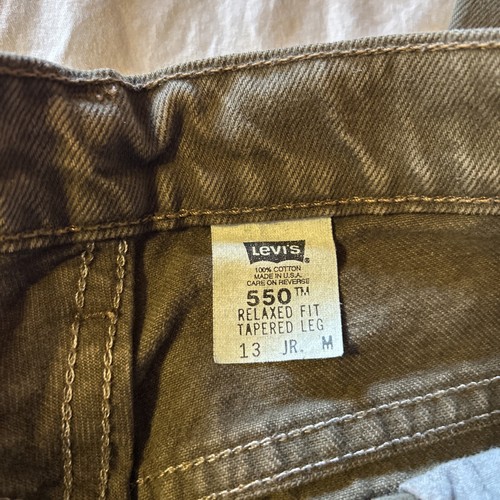 Levi's ®
100% COTTON
MADE IN U.S.A.
CARE ON REVERSE
550™
RELAXED FIT
TAPERED LEG
13 JR. M